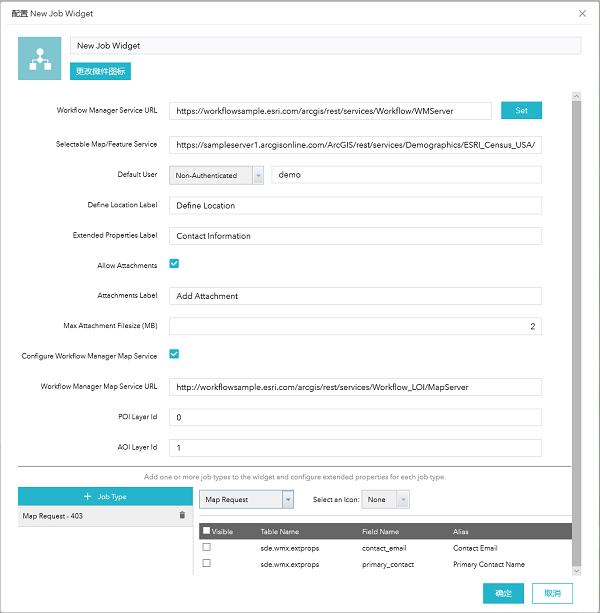 配置 New Job Widget
New Job Widget
更改微件图标
Workflow Manager Service URL https://workflowsample.esri.com/arcgis/rest/services/Workflow/WMServer Set
Selectable Map/Feature Service https://sampleserver1.arcgisonline.com/ArcGIS/rest/services/Demographics/ESRI_Census_USA/
Default User Non-Authenticated demo
Define Location Label Define Location
Extended Properties Label Contact Information
Allow Attachments
Attachments Label Add Attachment
Max Attachment Filesize (MB) 2
Configure Workflow Manager Map Service
Workflow Manager Map Service URL http://workflowsample.esri.com/arcgis/rest/services/Workflow_LOI/MapServer
POI Layer Id 0
AOI Layer Id 1
Add one or more job types to the widget and configure extended properties for each job type.
+ Job Type Map Request Select an Icon: None
Map Request - 403
Visible Table Name Field Name Alias
sde.wmx.extprops contact_email Contact Email
sde.wmx.extprops primary_contact Primary Contact Name
确定 取消